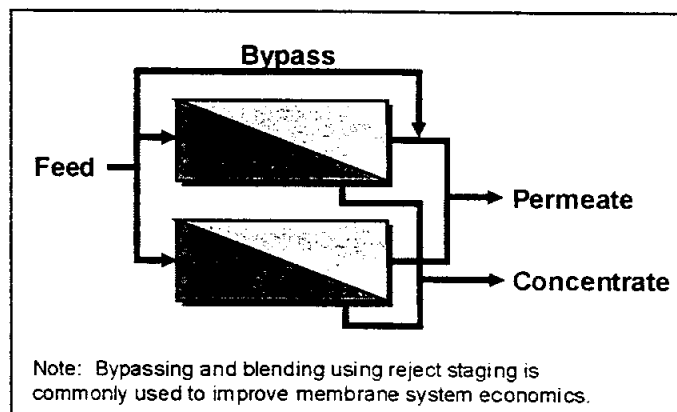 Bypass
Feed
Permeate
Concentrate
Note: Bypassing and blending using reject staging is
commonly used to improve membrane system economics.